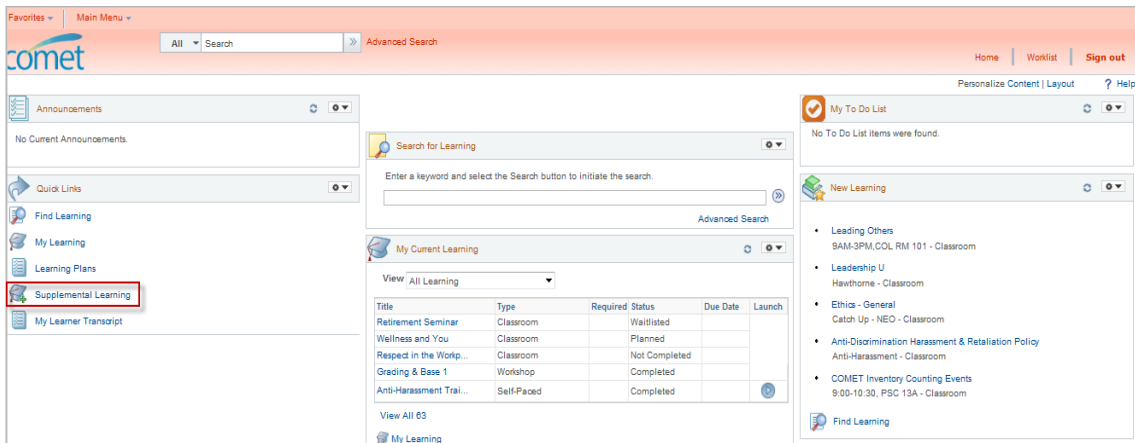 Favorites Main Menu
comet
All Search Advanced Search
Home Worklist Sign out
Personalize Content | Layout ? Help
Announcements
No Current Announcements.
Quick Links
Find Learning
My Learning
Learning Plans
Supplemental Learning
My Learner Transcript
Search for Learning
Enter a keyword and select the Search button to initiate the search.
Advanced Search
My Current Learning
View All Learning
Title Type Required Status Due Date Launch
Retirement Seminar Classroom Waitlisted
Wellness and You Classroom Planned
Respect in the Workp... Classroom Not Completed
Grading & Base 1 Workshop Completed
Anti-Harassment Trai... Self-Paced Completed
View All 63
My Learning
My To Do List
No To Do List items were found.
New Learning
• Leading Others
9AM-3PM,COL RM 101 - Classroom
• Leadership U
Hawthorne - Classroom
• Ethics - General
Catch Up - NEO - Classroom
• Anti-Discrimination Harassment & Retaliation Policy
Anti-Harassment - Classroom
• COMET Inventory Counting Events
9:00-10:30, PSC 13A - Classroom
Find Learning